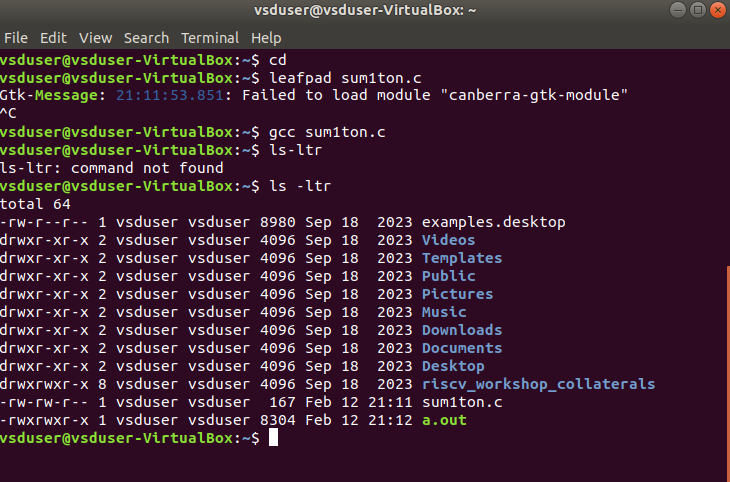 vsduser@vsduser-VirtualBox: ~
File Edit View Search Terminal Help
vsduser@vsduser-VirtualBox:~$ cd
vsduser@vsduser-VirtualBox:~$ leafpad sum1ton.c
Gtk-Message: 21:11:53.851: Failed to load module "canberra-gtk-module"
^C
vsduser@vsduser-VirtualBox:~$ gcc sum1ton.c
vsduser@vsduser-VirtualBox:~$ ls-ltr
ls-ltr: command not found
vsduser@vsduser-VirtualBox:~$ ls -ltr
total 64
-rw-r--r-- 1 vsduser vsduser 8980 Sep 18  2023 examples.desktop
drwxr-xr-x 2 vsduser vsduser 4096 Sep 18  2023 Videos
drwxr-xr-x 2 vsduser vsduser 4096 Sep 18  2023 Templates
drwxr-xr-x 2 vsduser vsduser 4096 Sep 18  2023 Public
drwxr-xr-x 2 vsduser vsduser 4096 Sep 18  2023 Pictures
drwxr-xr-x 2 vsduser vsduser 4096 Sep 18  2023 Music
drwxr-xr-x 2 vsduser vsduser 4096 Sep 18  2023 Downloads
drwxr-xr-x 2 vsduser vsduser 4096 Sep 18  2023 Documents
drwxr-xr-x 2 vsduser vsduser 4096 Sep 18  2023 Desktop
drwxrwxr-x 8 vsduser vsduser 4096 Sep 18  2023 riscv_workshop_collaterals
-rw-rw-r-- 1 vsduser vsduser  167 Feb 12 21:11 sum1ton.c
-rwxrwxr-x 1 vsduser vsduser 8304 Feb 12 21:12 a.out
vsduser@vsduser-VirtualBox:~$